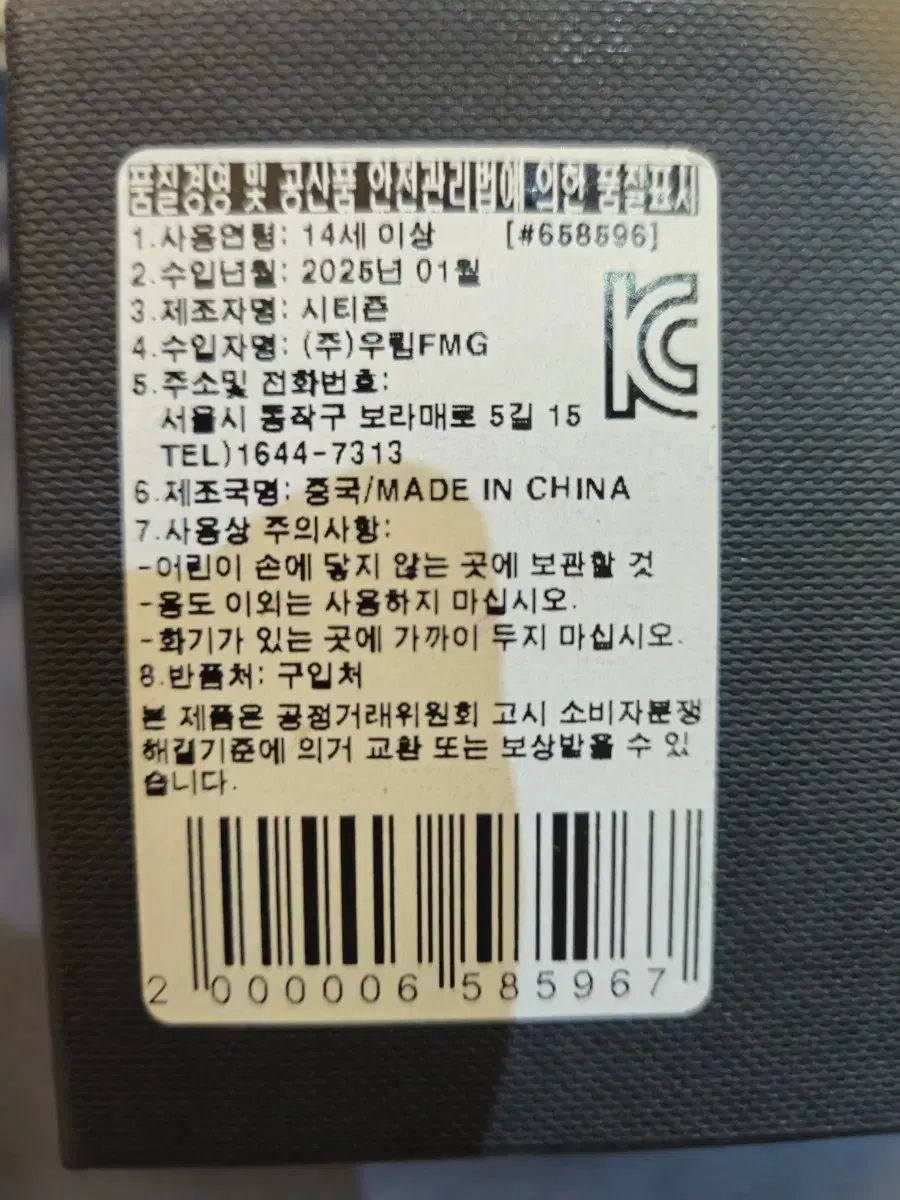 품질경영 및 공산품 안전관리법에 의한 품질표시
1.사용연령: 14세 이상 [#658596]
2.수입년월: 2025년 01월
3.제조자명: 시티즌
4.수입자명: (주)우림FMG
5.주소및 전화번호:
서울시 동작구 보라매로 5길 15
TEL)1644-7313
6.제조국명: 중국/MADE IN CHINA
7.사용상 주의사항:
-어린이 손에 닿지 않는 곳에 보관할 것
-용도 이외는 사용하지 마십시오.
-화기가 있는 곳에 가까이 두지 마십시오.
8.반품처: 구입처
본 제품은 공정거래위원회 고시 소비자분쟁
해결기준에 의거 교환 또는 보상받을 수 있
습니다.
2 000006 585967